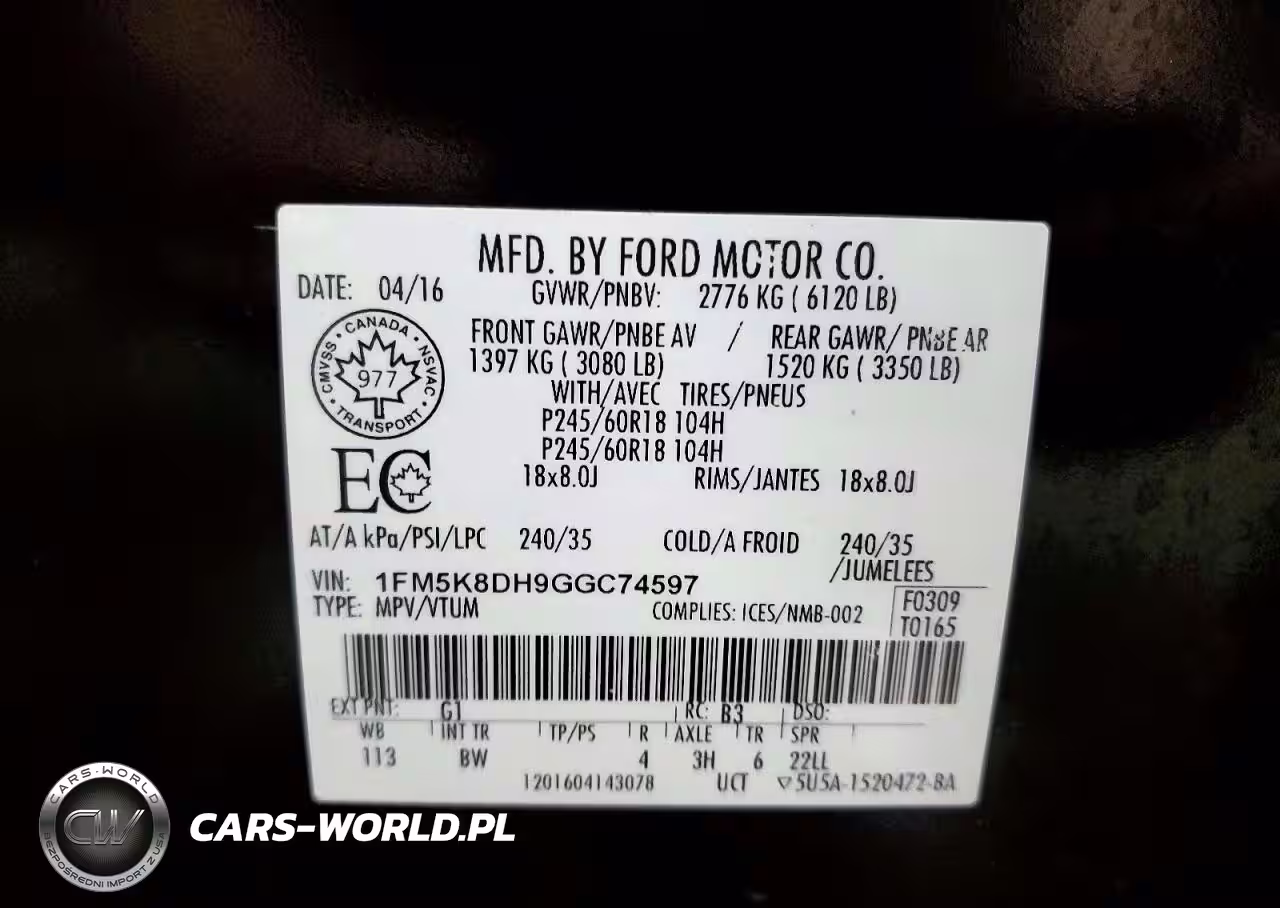 MFD. BY FORD MOTOR CO.
DATE: 04/16 GVWR/PNBV: 2776 KG ( 6120 LB)
FRONT GAWR/PNBE AV / REAR GAWR/ PNBE AR
1397 KG ( 3080 LB) 1520 KG ( 3350 LB)
WITH/AVEC TIRES/PNEUS
P245/60R18 104H
P245/60R18 104H
18x8.0J RIMS/JANTES 18x8.0J
CANADA
CMVSS NSVAC
977
TRANSPORT
EC
AT/A kPa/PSI/LPC 240/35 COLD/A FROID 240/35
/JUMELEES
VIN: 1FM5K8DH9GGC74597
TYPE: MPV/VTUM COMPLIES: ICES/NMB-002
F0309
T0165
EXT PNT: G1 RC: B3 DSO:
WB INT TR TP/PS R AXLE TR SPR
113 BW 4 3H 6 22LL
1201604143078 UCT ▽5U5A-1520472-BA
CARS-WORLD
CW
BEZPOŚREDNI IMPORT Z USA
CARS-WORLD.PL